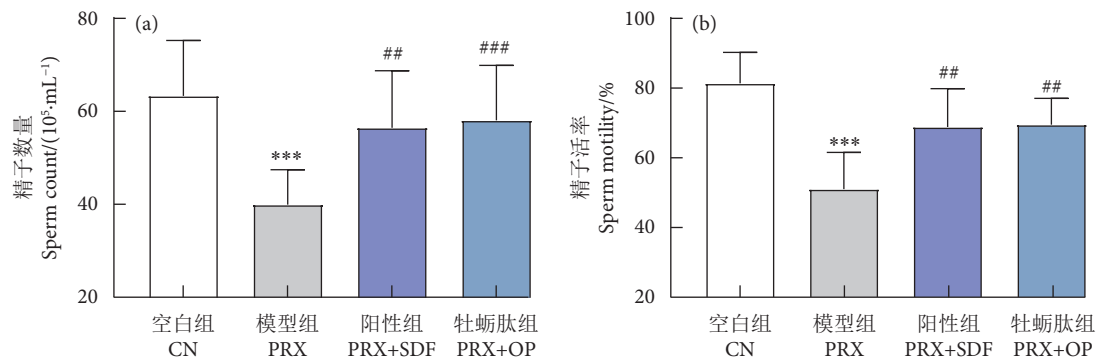 (a)
精子数量
Sperm count/(10⁵·mL⁻¹)
80
60
40
20
***
##
###
空白组
CN
模型组
PRX
阳性组
PRX+SDF
牡蛎肽组
PRX+OP
(b)
精子活率
Sperm motility/%
100
80
60
40
20
***
##
##
空白组
CN
模型组
PRX
阳性组
PRX+SDF
牡蛎肽组
PRX+OP